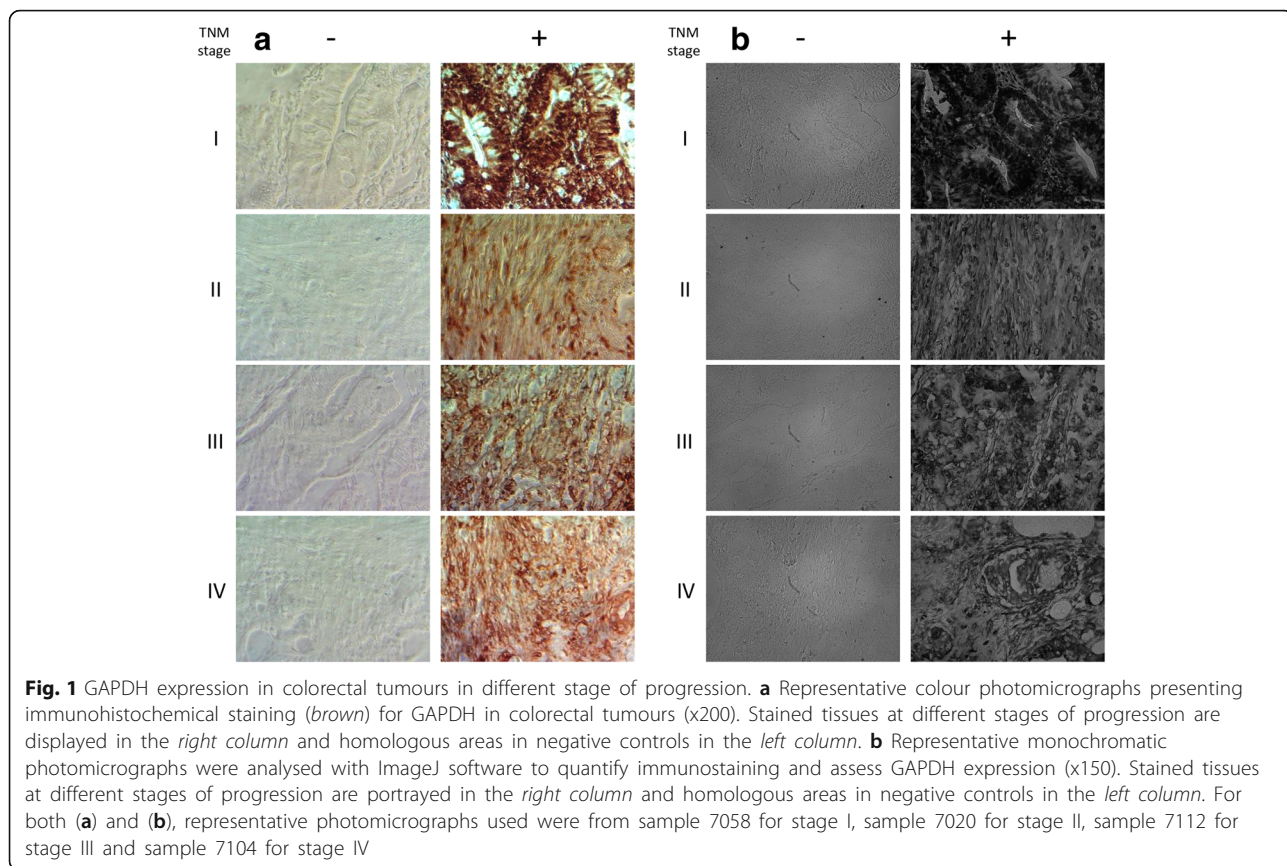 TNM
stage
a - +
TNM
stage
b - +
I
I
II
II
III
III
IV
IV
Fig. 1 GAPDH expression in colorectal tumours in different stage of progression. a Representative colour photomicrographs presenting
immunohistochemical staining (brown) for GAPDH in colorectal tumours (x200). Stained tissues at different stages of progression are
displayed in the right column and homologous areas in negative controls in the left column. b Representative monochromatic
photomicrographs were analysed with ImageJ software to quantify immunostaining and assess GAPDH expression (x150). Stained tissues
at different stages of progression are portrayed in the right column and homologous areas in negative controls in the left column. For
both (a) and (b), representative photomicrographs used were from sample 7058 for stage I, sample 7020 for stage II, sample 7112 for
stage III and sample 7104 for stage IV